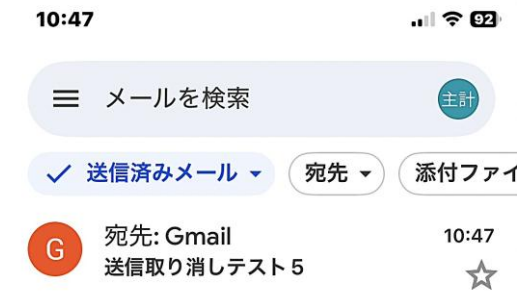 10:47 92
メールを検索 主計
送信済みメール 宛先 添付ファイ
G 宛先: Gmail 10:47
送信取り消しテスト5